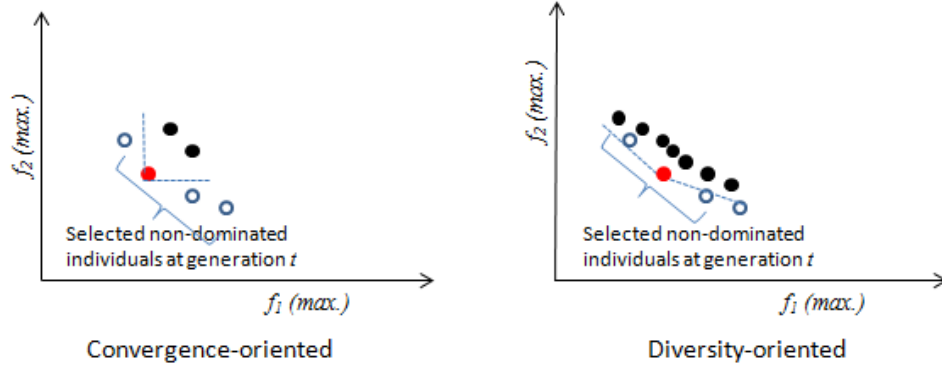 f2 (max.)
Selected non-dominated
individuals at generation t
f1 (max.)
Convergence-oriented
f2 (max.)
Selected non-dominated
individuals at generation t
f1 (max.)
Diversity-oriented